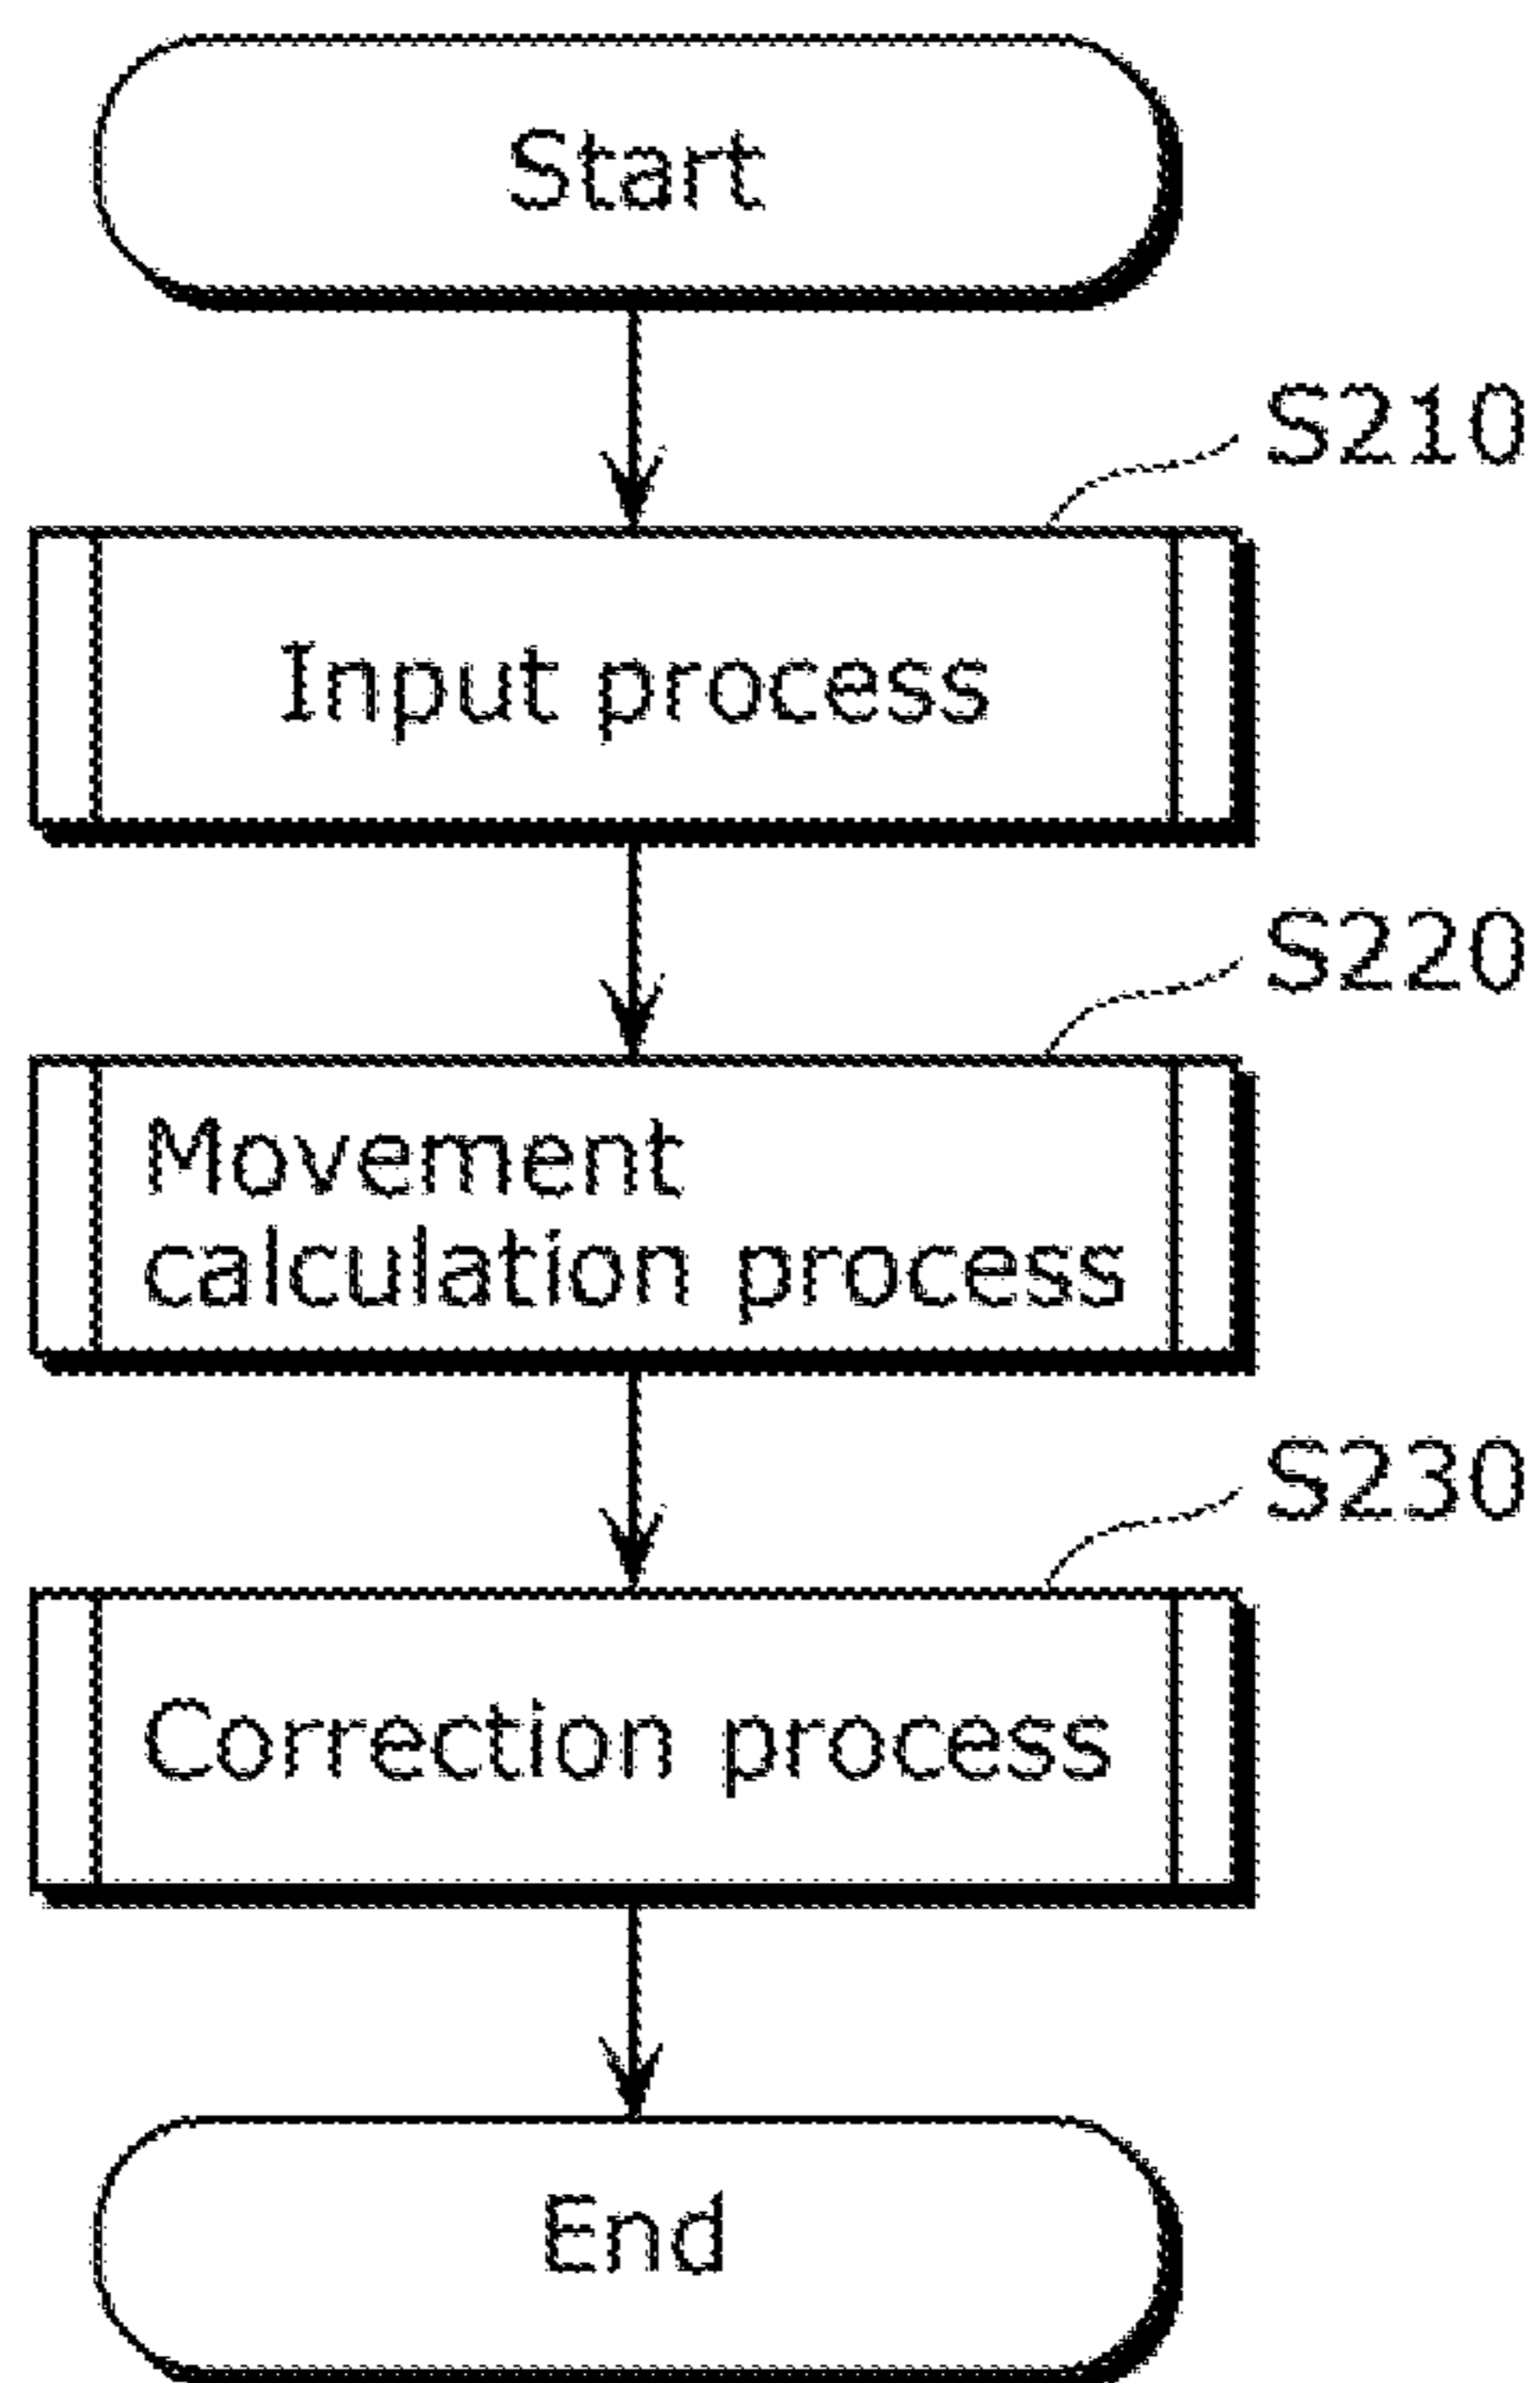 Start
S210
Input process
S220
Movement
calculation process
S230
Correction process
End